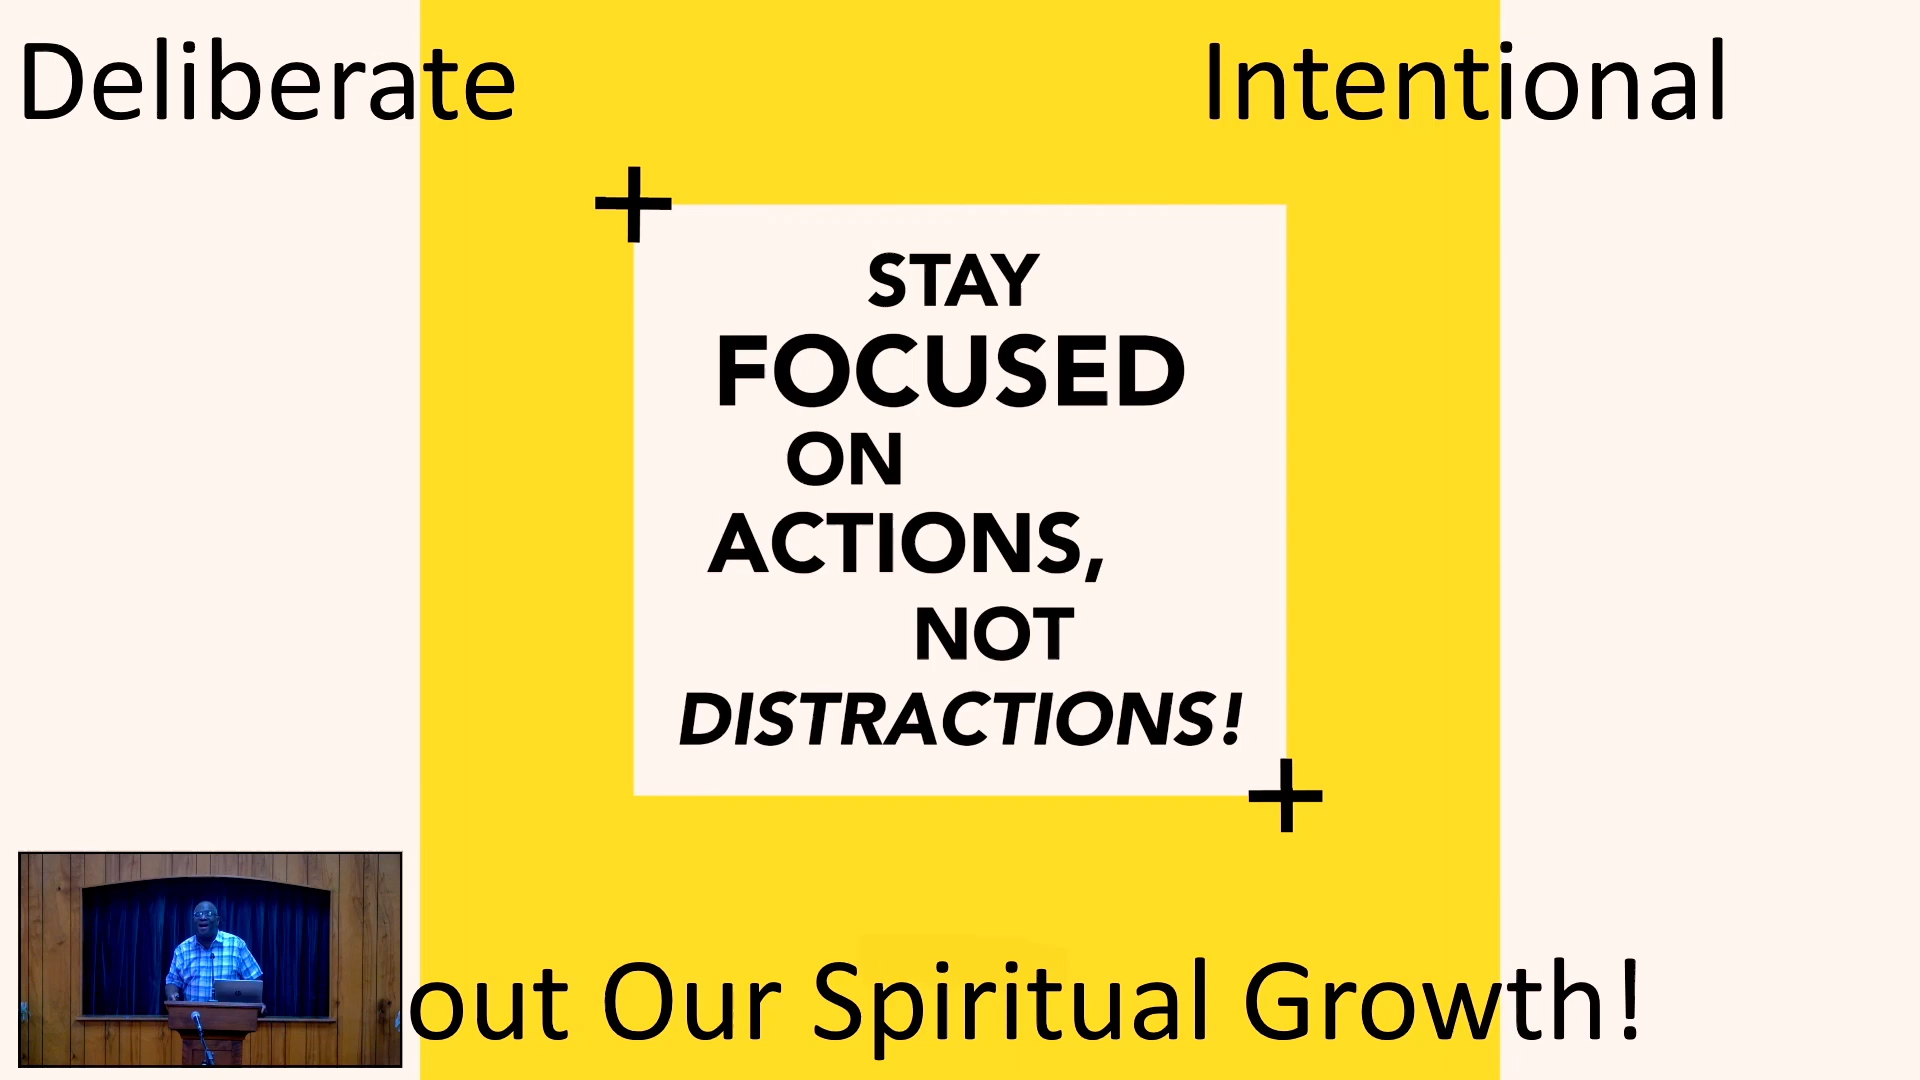 Deliberate Intentional
STAY
FOCUSED
ON
ACTIONS,
NOT
DISTRACTIONS!
out Our Spiritual Growth!